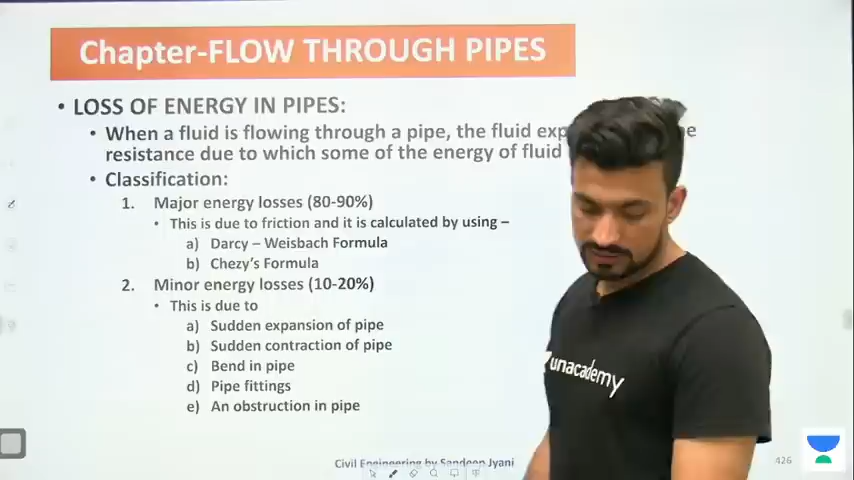 Chapter-FLOW THROUGH PIPES
• LOSS OF ENERGY IN PIPES:
• When a fluid is flowing through a pipe, the fluid
resistance due to which some of the energy of fluid
• Classification:
1. Major energy losses (80-90%)
• This is due to friction and it is calculated by using –
a) Darcy – Weisbach Formula
b) Chezy's Formula
2. Minor energy losses (10-20%)
• This is due to
a) Sudden expansion of pipe
b) Sudden contraction of pipe
c) Bend in pipe
d) Pipe fittings
e) An obstruction in pipe
unacademy
Civil Engineering by Sandeep Jyani
426